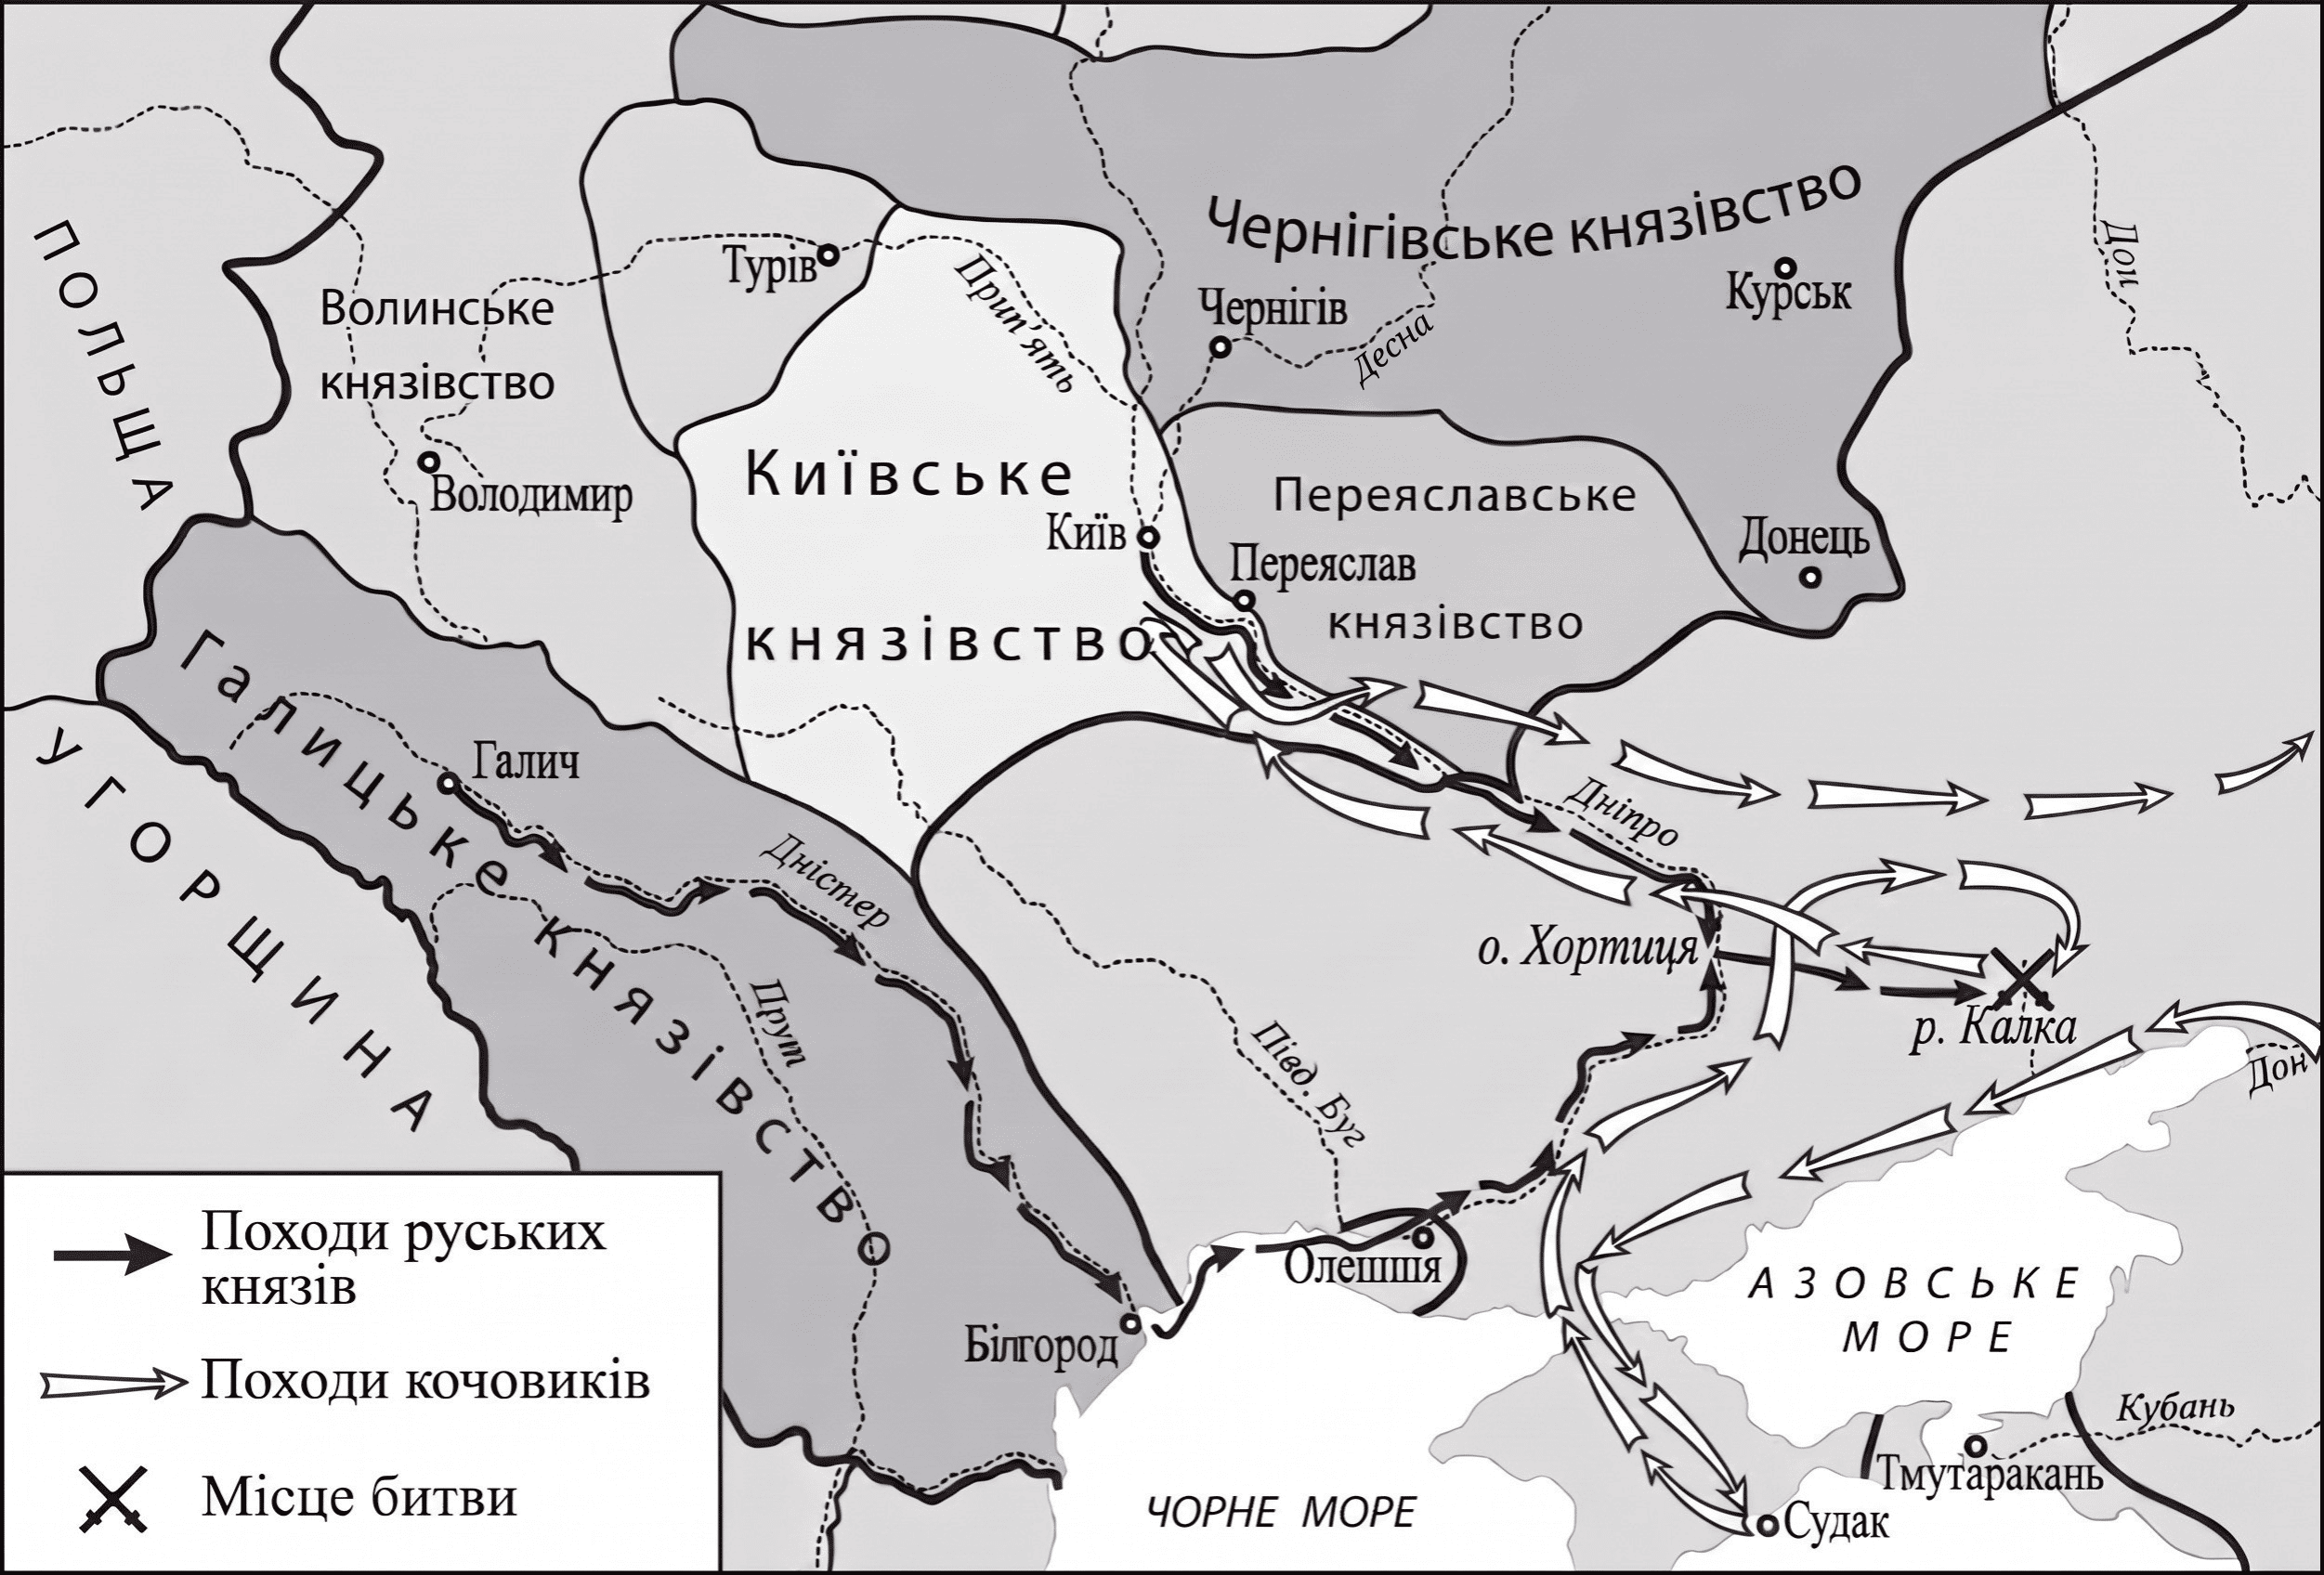 Чернігівське князівство
Дон
Турів
Прип'ять
Курськ
ПОЛЬЩА
Волинське
князівство
Чернігів
Десна
Володимир
Київське
князівство
Київ
Переяславське
князівство
Переяслав
Донець
Галицьке князівство
УГОРЩИНА
Галич
Дністер
Дніпро
о. Хортиця
р. Калка
Прут
Півд. Буг
Дон
Олешшя
Білгород
АЗОВСЬКЕ
МОРЕ
Кубань
Тмутаракань
ЧОРНЕ МОРЕ
Судак
Походи руських
князів
Походи кочовиків
Місце битви